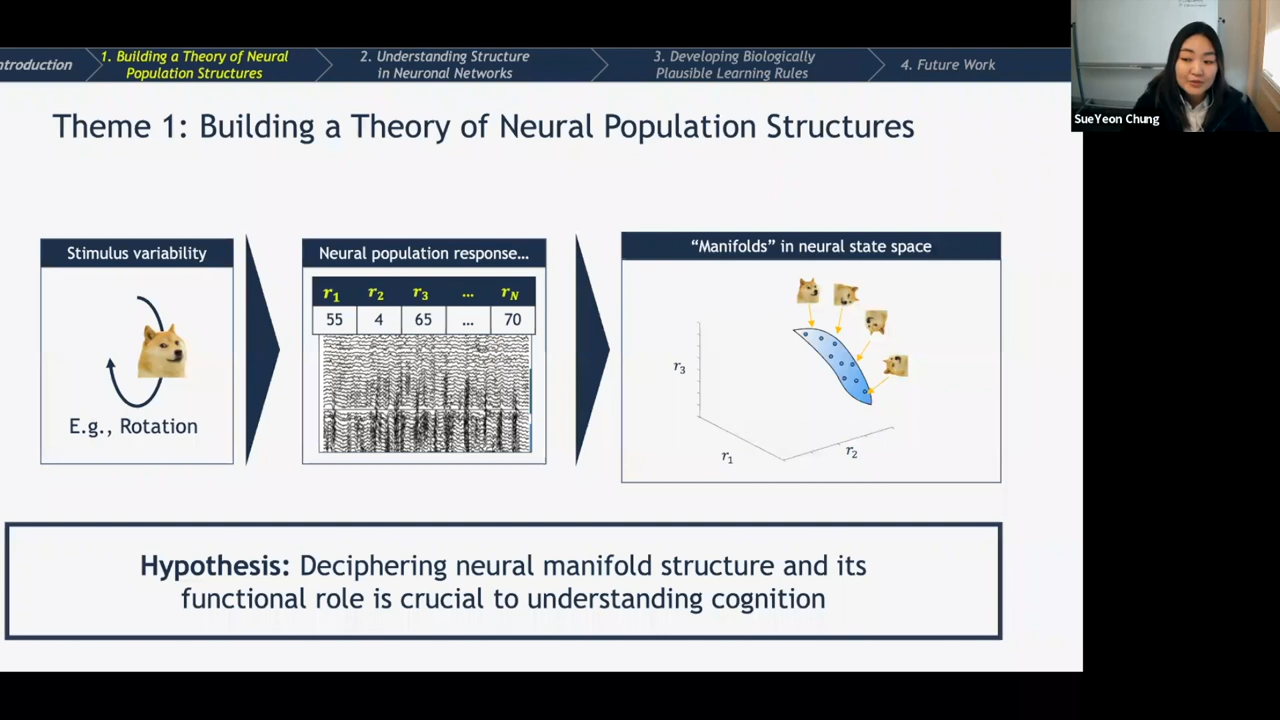 ntroduction
1. Building a Theory of Neural
Population Structures
2. Understanding Structure
in Neuronal Networks
3. Developing Biologically
Plausible Learning Rules
4. Future Work
SueYeon Chung
Theme 1: Building a Theory of Neural Population Structures
Stimulus variability
E.g., Rotation
Neural population response…
r₁ r₂ r₃ … r_N
55 4 65 … 70
“Manifolds” in neural state space
r₃
r₁
r₂
Hypothesis: Deciphering neural manifold structure and its
functional role is crucial to understanding cognition